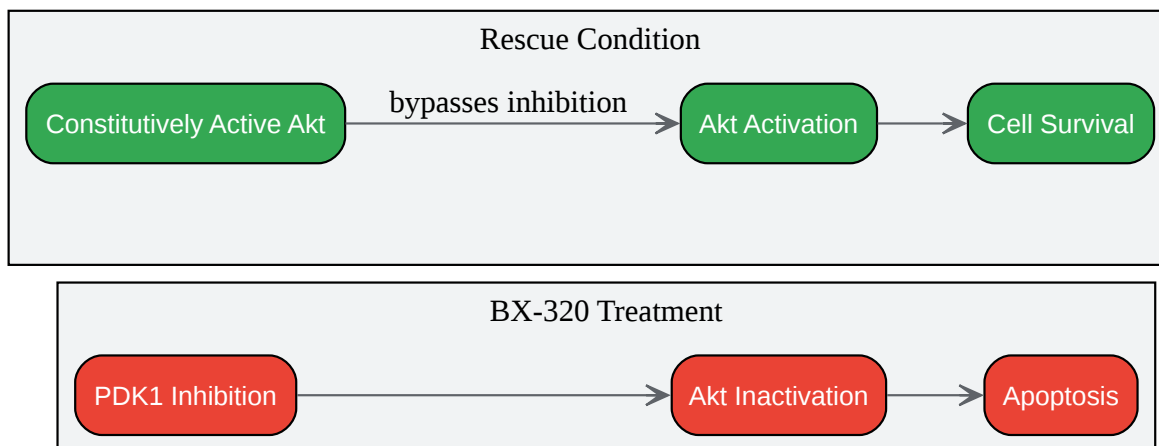 Rescue Condition
Constitutively Active Akt
bypasses inhibition
Akt Activation
Cell Survival
BX-320 Treatment
PDK1 Inhibition
Akt Inactivation
Apoptosis